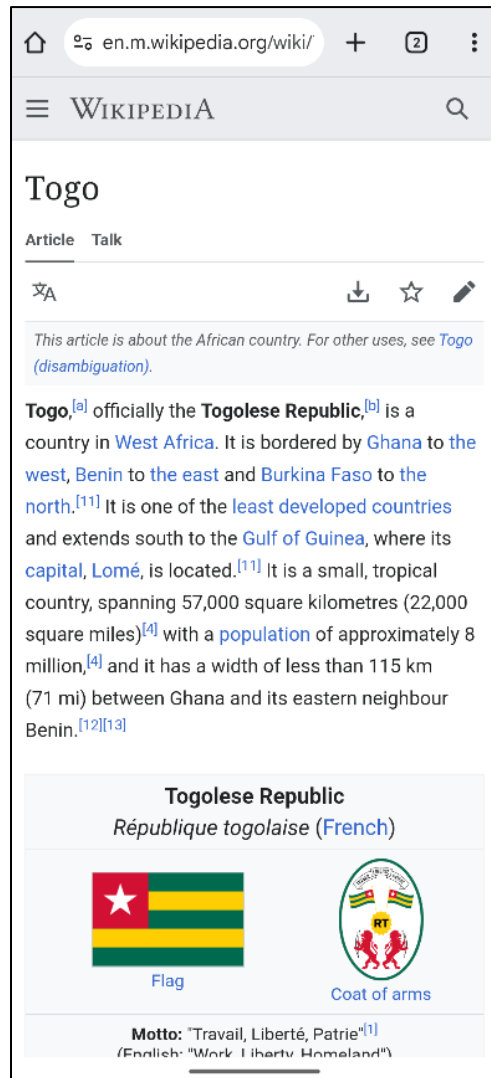 en.m.wikipedia.org/wiki/
2
WIKIPEDIA
Togo
Article Talk
This article is about the African country. For other uses, see Togo
(disambiguation).
Togo,[a] officially the Togolese Republic,[b] is a
country in West Africa. It is bordered by Ghana to the
west, Benin to the east and Burkina Faso to the
north.[11] It is one of the least developed countries
and extends south to the Gulf of Guinea, where its
capital, Lomé, is located.[11] It is a small, tropical
country, spanning 57,000 square kilometres (22,000
square miles)[4] with a population of approximately 8
million,[4] and it has a width of less than 115 km
(71 mi) between Ghana and its eastern neighbour
Benin.[12][13]
Togolese Republic
République togolaise (French)
RT
Flag
Coat of arms
Motto: "Travail, Liberté, Patrie"[1]
(English: "Work, Liberty, Homeland")